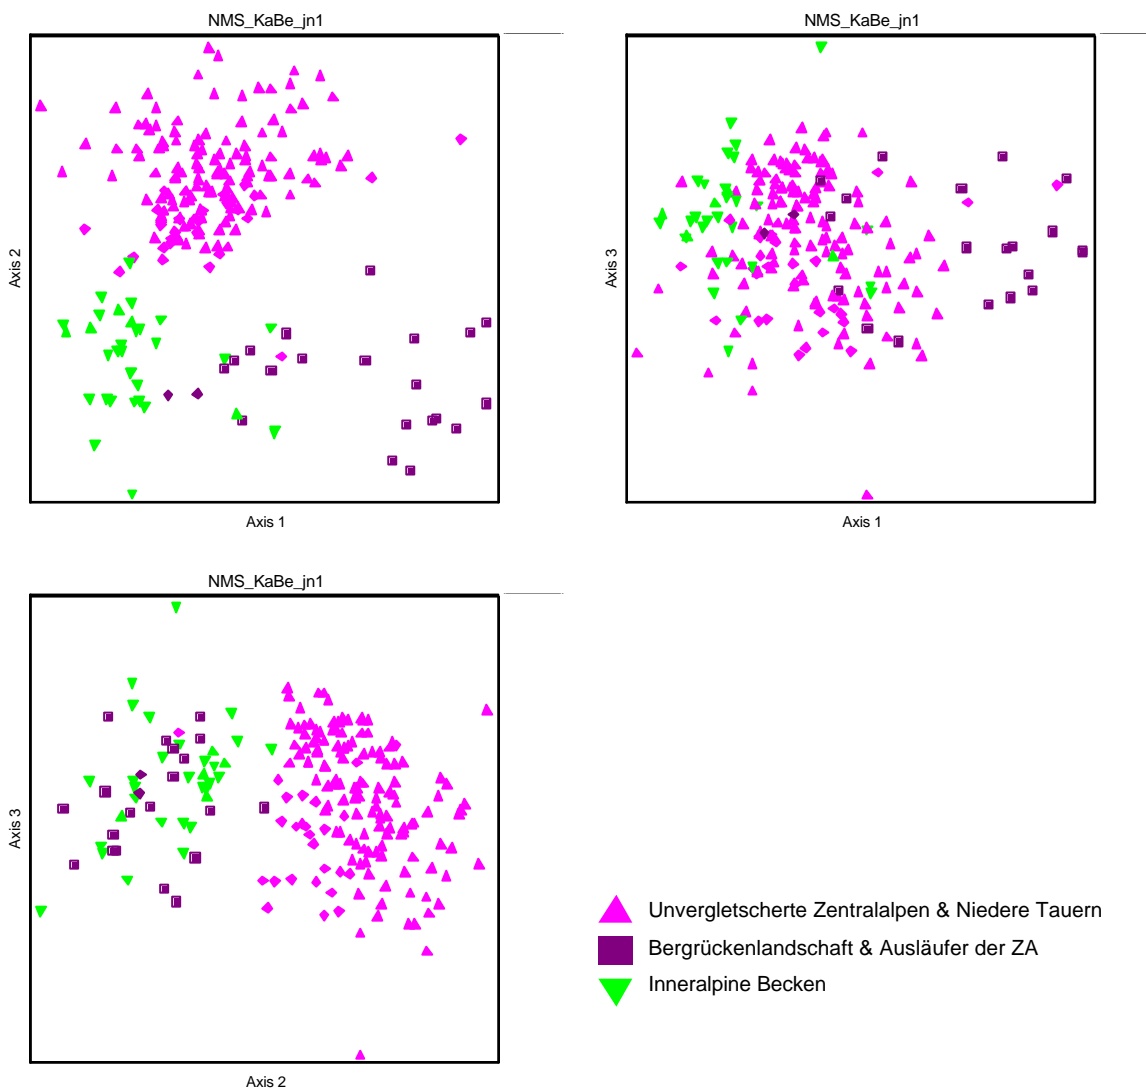 NMS_KaBe_jn1
Axis 2
Axis 1
NMS_KaBe_jn1
Axis 3
Axis 1
NMS_KaBe_jn1
Axis 3
Axis 2
Unvergletscherte Zentralalpen & Niedere Tauern
Bergrückenlandschaft & Ausläufer der ZA
Inneralpine Becken